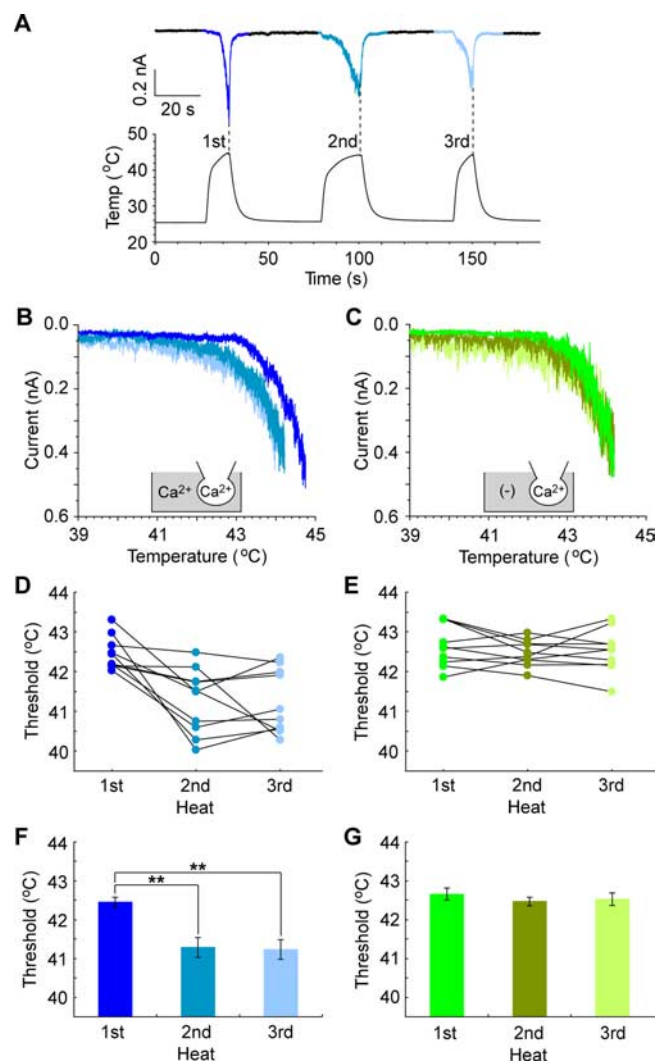 A
0.2 nA
20 s
1st
2nd
3rd
50
40
30
20
Temp (°C)
0
50
100
150
Time (s)
B
0.0
0.2
0.4
0.6
Current (nA)
Ca2+
Ca2+
39
41
43
45
Temperature (°C)
C
0.0
0.2
0.4
0.6
Current (nA)
(-)
Ca2+
39
41
43
45
Temperature (°C)
D
44
43
42
41
40
Threshold (°C)
1st
2nd
3rd
Heat
E
44
43
42
41
40
Threshold (°C)
1st
2nd
3rd
Heat
F
44
43
42
41
40
Threshold (°C)
**
**
1st
2nd
3rd
Heat
G
44
43
42
41
40
Threshold (°C)
1st
2nd
3rd
Heat